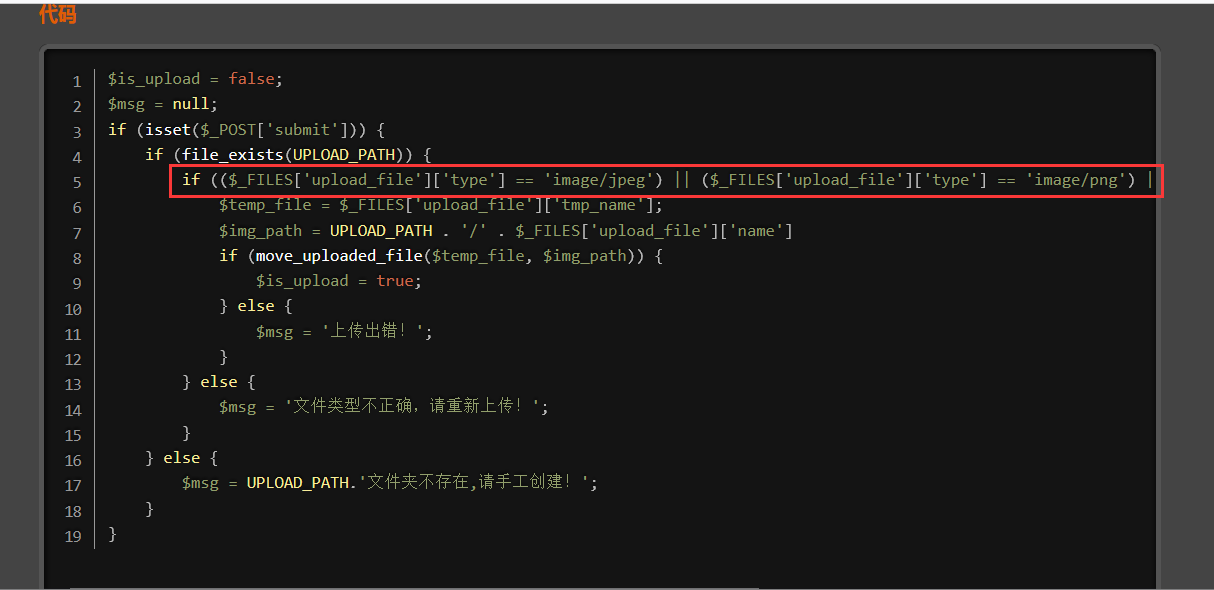 代码
1 $is_upload = false;
2 $msg = null;
3 if (isset($_POST['submit'])) {
4     if (file_exists(UPLOAD_PATH)) {
5         if (($_FILES['upload_file']['type'] == 'image/jpeg') || ($_FILES['upload_file']['type'] == 'image/png') |
6             $temp_file = $_FILES['upload_file']['tmp_name'];
7             $img_path = UPLOAD_PATH . '/' . $_FILES['upload_file']['name']
8             if (move_uploaded_file($temp_file, $img_path)) {
9                 $is_upload = true;
10             } else {
11                 $msg = '上传出错！';
12             }
13         } else {
14             $msg = '文件类型不正确，请重新上传！';
15         }
16     } else {
17         $msg = UPLOAD_PATH.'文件夹不存在,请手工创建！';
18     }
19 }